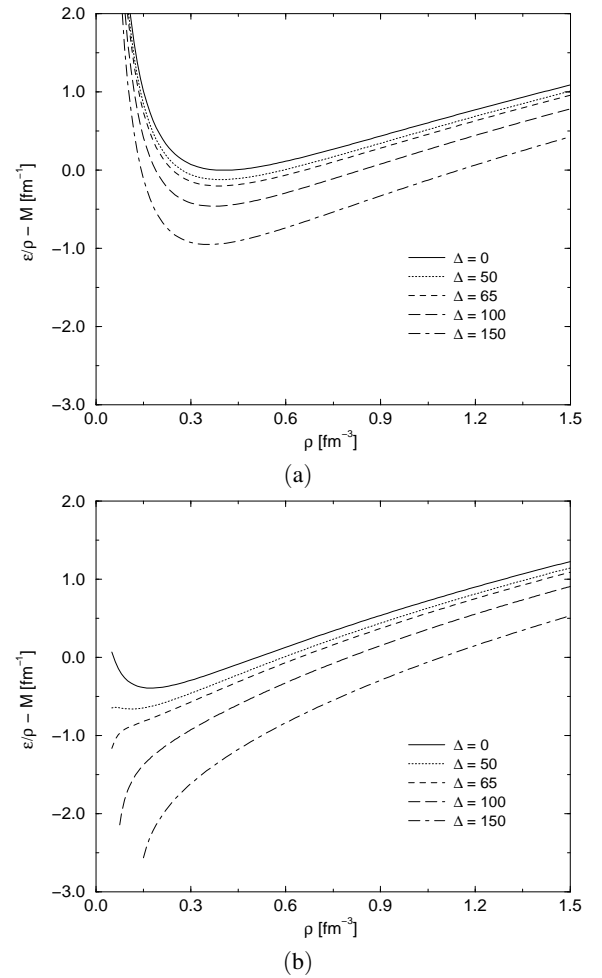 2.0
1.0
0.0
−1.0
−2.0
−3.0
ε/ρ − M [fm⁻¹]
Δ = 0
Δ = 50
Δ = 65
Δ = 100
Δ = 150
0.0 0.3 0.6 0.9 1.2 1.5
ρ [fm⁻³]
(a)
2.0
1.0
0.0
−1.0
−2.0
−3.0
ε/ρ − M [fm⁻¹]
Δ = 0
Δ = 50
Δ = 65
Δ = 100
Δ = 150
0.0 0.3 0.6 0.9 1.2 1.5
ρ [fm⁻³]
(b)